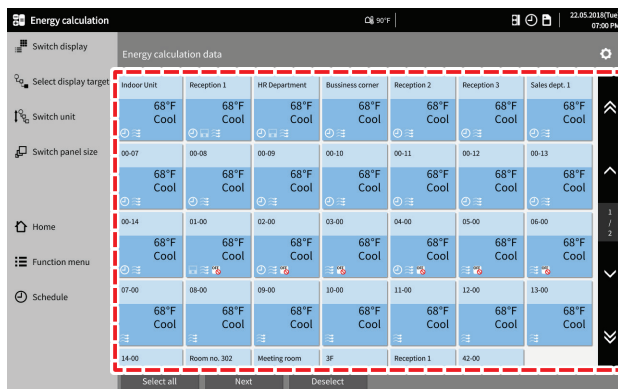 Energy calculation
90°F
22.05.2018(Tue
07:00 PM
Switch display
Energy calculation data
Select display target
Switch unit
Switch panel size
Home
Function menu
Schedule
Indoor Unit Reception 1 HR Department Bussiness corner Reception 2 Reception 3 Sales dept. 1
68°F 68°F 68°F 68°F 68°F 68°F 68°F
Cool Cool Cool Cool Cool Cool Cool
00-07 00-08 00-09 00-10 00-11 00-12 00-13
68°F 68°F 68°F 68°F 68°F 68°F 68°F
Cool Cool Cool Cool Cool Cool Cool
00-14 01-00 02-00 03-00 04-00 05-00 06-00
68°F 68°F 68°F 68°F 68°F 68°F 68°F
Cool Cool Cool Cool Cool Cool Cool
07-00 08-00 09-00 10-00 11-00 12-00 13-00
68°F 68°F 68°F 68°F 68°F 68°F 68°F
Cool Cool Cool Cool Cool Cool Cool
14-00 Room no. 302 Meeting room 3F Reception 1 42-00
1
/
2
Select all Next Deselect